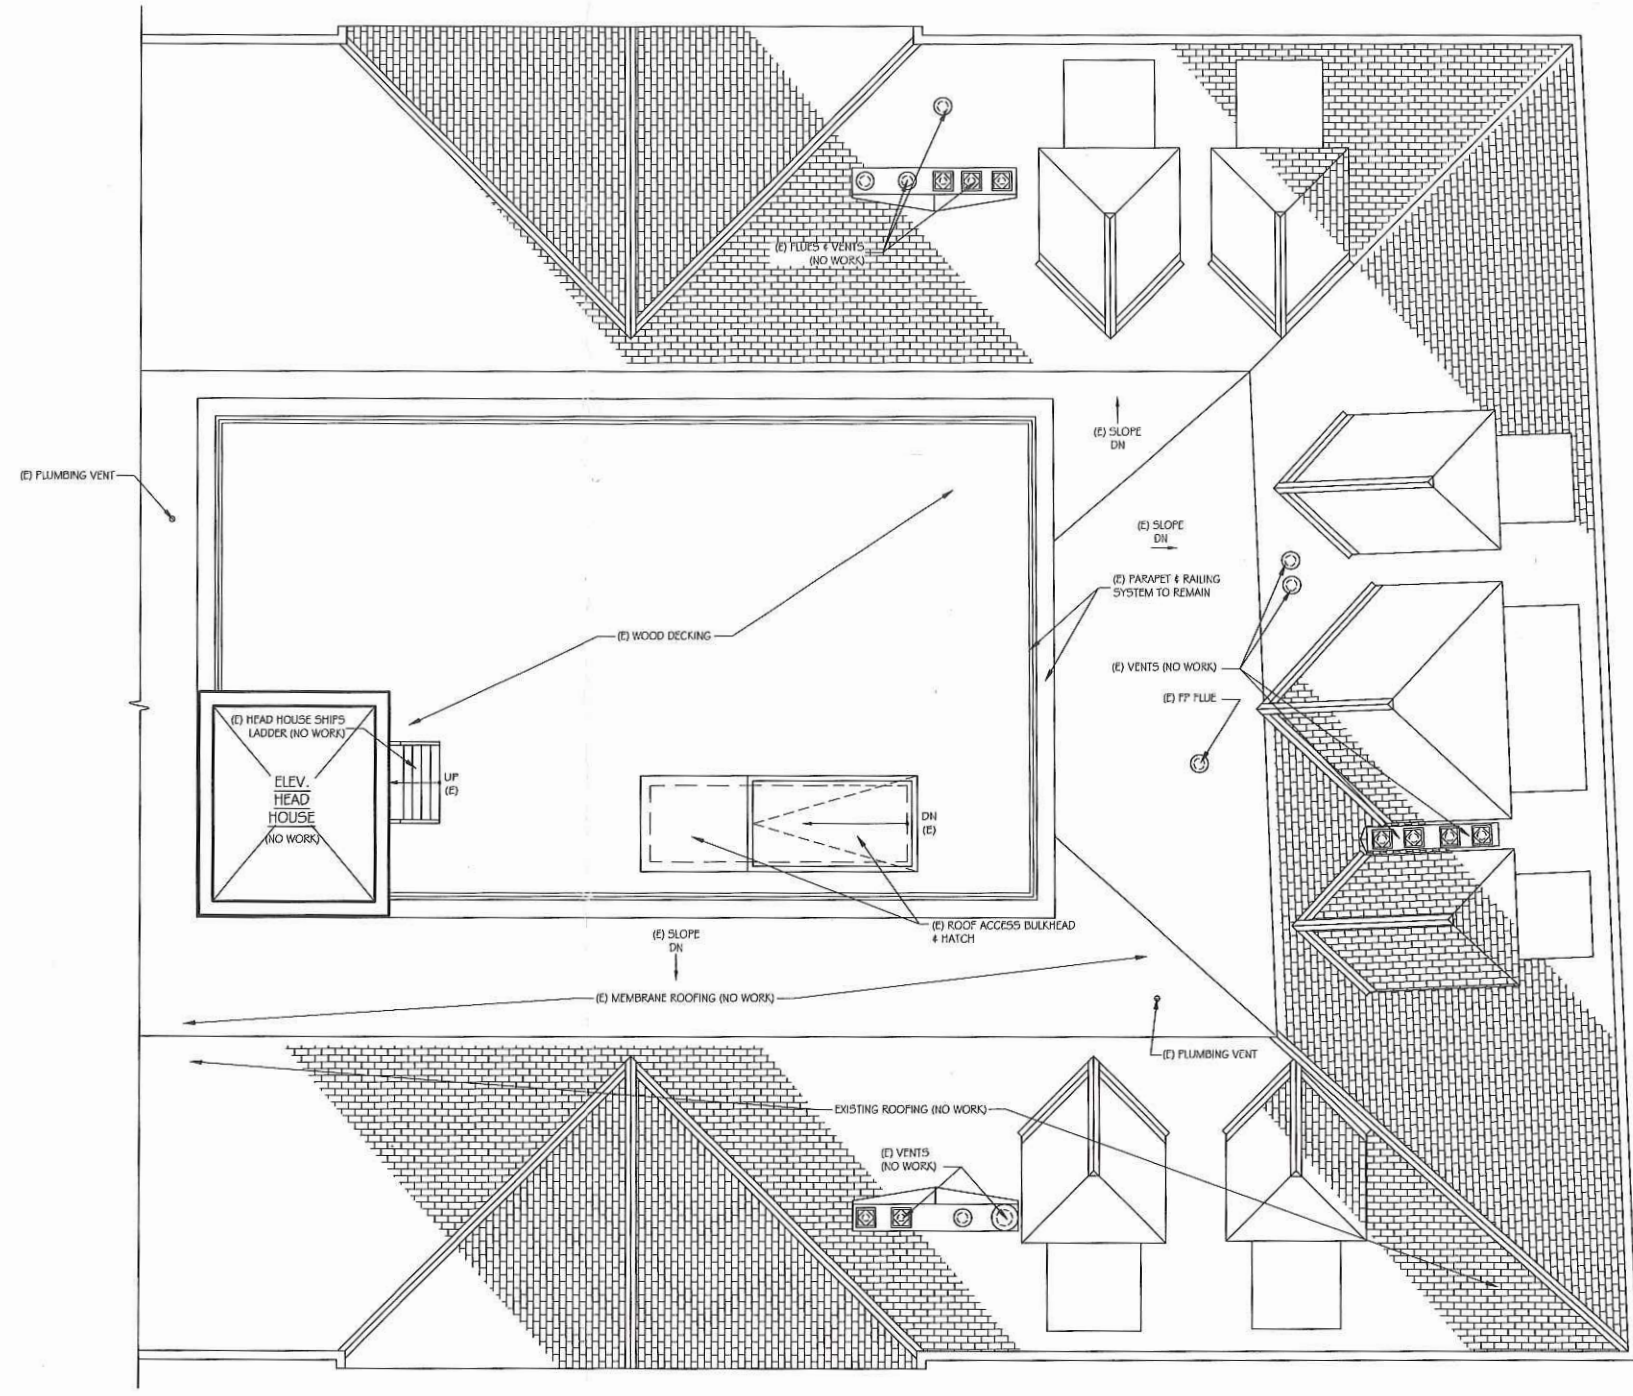 (E) FLUES & VENTS
(NO WORK)
(E) SLOPE
DN
(E) PLUMBING VENT
(E) SLOPE
DN
(E) PARAPET & RAILING
SYSTEM TO REMAIN
(E) WOOD DECKING
(E) VENTS (NO WORK)
(E) FP FLUE
(E) HEAD HOUSE SHIPS
LADDER (NO WORK)
UP
(E)
ELEV.
HEAD
HOUSE
(NO WORK)
DN
(E)
(E) ROOF ACCESS BULKHEAD
& HATCH
(E) SLOPE
DN
(E) MEMBRANE ROOFING (NO WORK)
(E) PLUMBING VENT
EXISTING ROOFING (NO WORK)
(E) VENTS
(NO WORK)